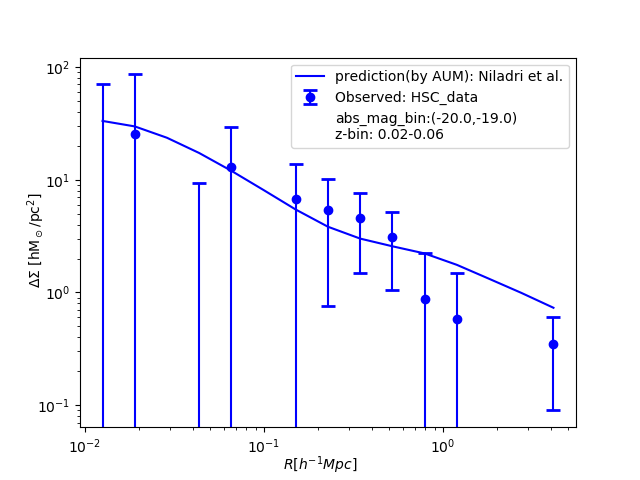 prediction(by AUM): Niladri et al.
Observed: HSC_data
abs_mag_bin:(-20.0,-19.0)
z-bin: 0.02-0.06
10²
10¹
10⁰
10⁻¹
ΔΣ [hM⊙/pc²]
10⁻² 10⁻¹ 10⁰
R[h⁻¹Mpc]